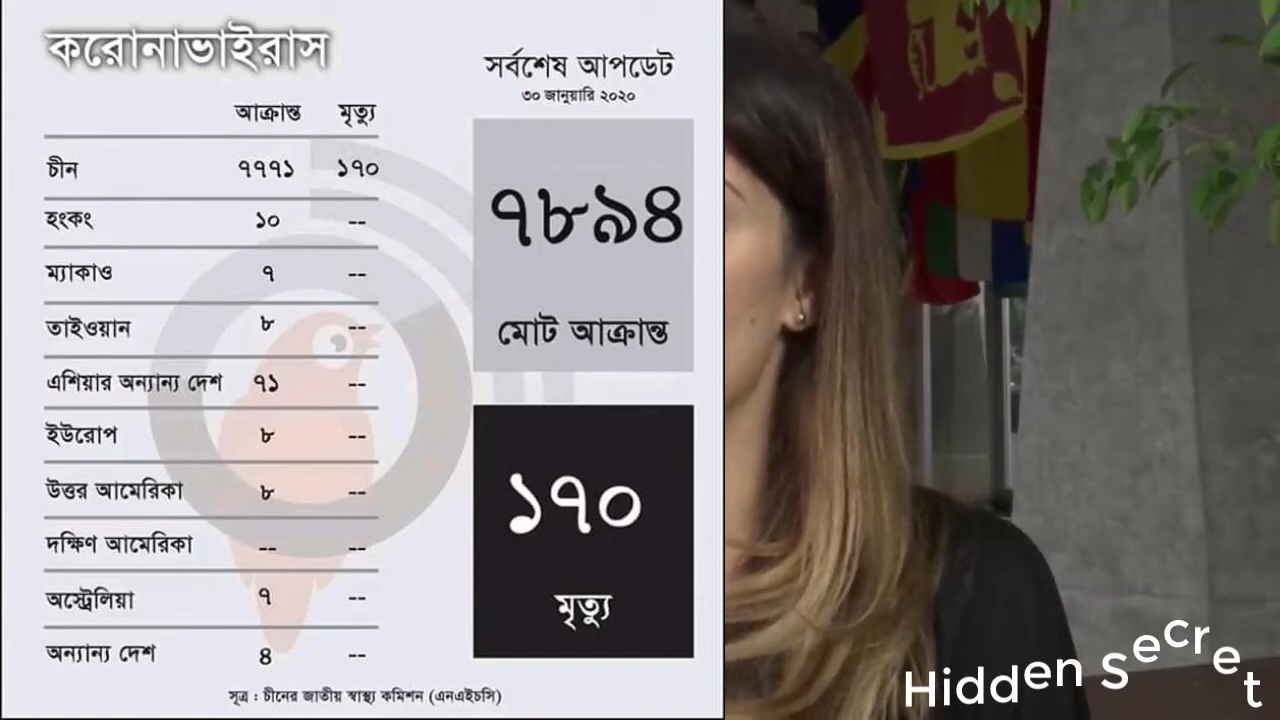 করোনাভাইরাস
সর্বশেষ আপডেট
৩০ জানুয়ারি ২০২০
আক্রান্ত মৃত্যু
চীন ৭৭৭১ ১৭০
হংকং ১০ --
ম্যাকাও ৭ --
তাইওয়ান ৮ --
এশিয়ার অন্যান্য দেশ ৭১ --
ইউরোপ ৮ --
উত্তর আমেরিকা ৮ --
দক্ষিণ আমেরিকা -- --
অস্ট্রেলিয়া ৭ --
অন্যান্য দেশ ৪ --
৭৮৯৪
মোট আক্রান্ত
১৭০
মৃত্যু
সূত্র : চীনের জাতীয় স্বাস্থ্য কমিশন (এনএইচসি)
Hidden Secret